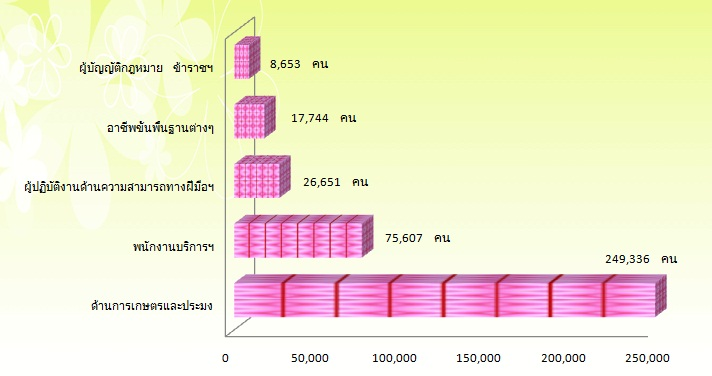 ผู้บัญญัติกฎหมาย ข้าราชฯ
8,653 คน
อาชีพขั้นพื้นฐานต่างๆ
17,744 คน
ผู้ปฏิบัติงานด้านความสามารถทางฝีมือฯ
26,651 คน
พนักงานบริการฯ
75,607 คน
249,336 คน
ด้านการเกษตรและประมง
0 50,000 100,000 150,000 200,000 250,000